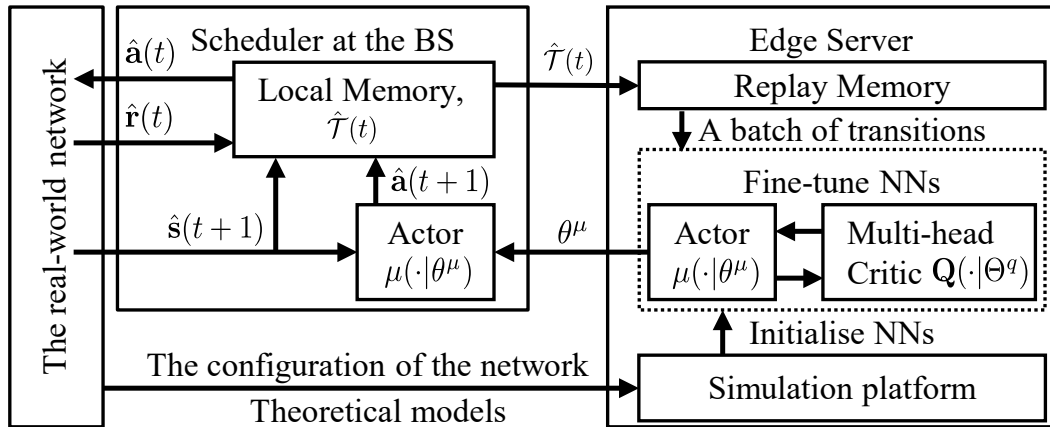 The real-world network
Scheduler at the BS
â(t)
r̂(t)
ŝ(t+1)
Local Memory,
𝒯̂(t)
â(t+1)
Actor
μ(·|θ^μ)
𝒯̂(t)
θ^μ
Edge Server
Replay Memory
A batch of transitions
Fine-tune NNs
Actor
μ(·|θ^μ)
Multi-head
Critic Q(·|Θ^q)
Initialise NNs
Simulation platform
The configuration of the network
Theoretical models